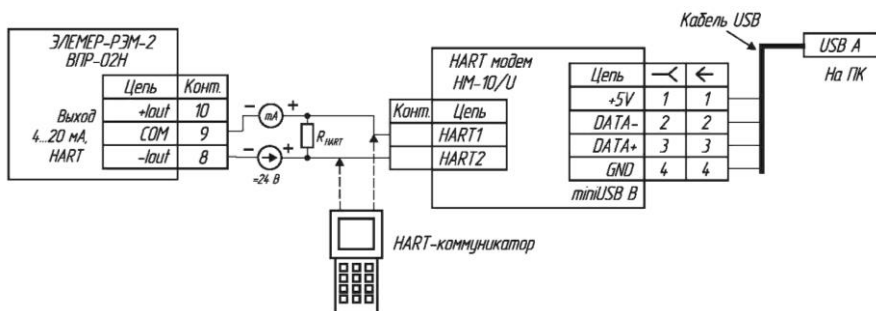 ЭЛЕМЕР-РЭМ-2
ВПР-02Н
Цепь Конт.
+Iout 10
COM 9
-Iout 8
Выход
4...20 мА,
HART
- mA +
- +
=24 В
RHART
HART модем
HM-10/U
Конт. Цепь
HART1
HART2
Цепь
+5V 1 1
DATA- 2 2
DATA+ 3 3
GND 4 4
miniUSB B
Кабель USB
USB A
На ПК
HART-коммуникатор